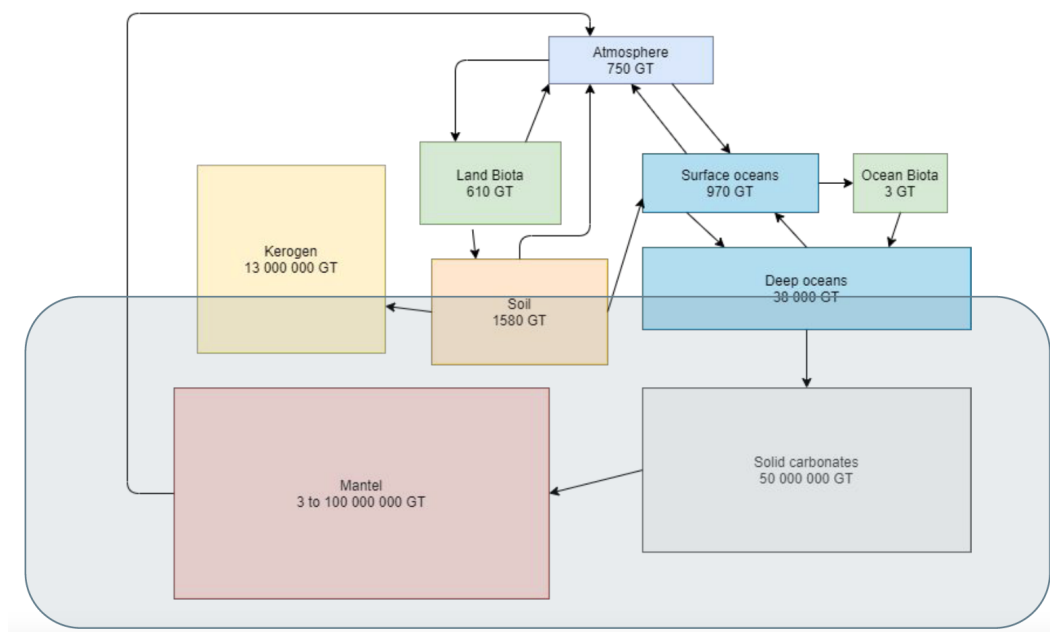 Atmosphere
750 GT
Land Biota
610 GT
Surface oceans
970 GT
Ocean Biota
3 GT
Kerogen
13 000 000 GT
Soil
1580 GT
Deep oceans
38 000 GT
Mantel
3 to 100 000 000 GT
Solid carbonates
50 000 000 GT